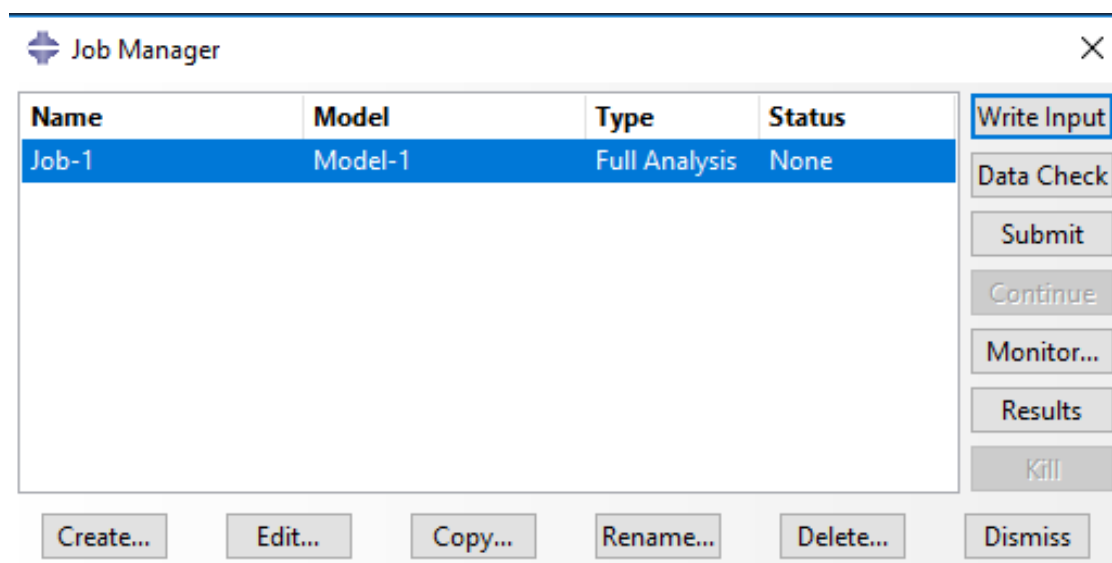 Job Manager
Name Model Type Status
Job-1 Model-1 Full Analysis None
Write Input
Data Check
Submit
Continue
Monitor...
Results
Kill
Create... Edit... Copy... Rename... Delete... Dismiss